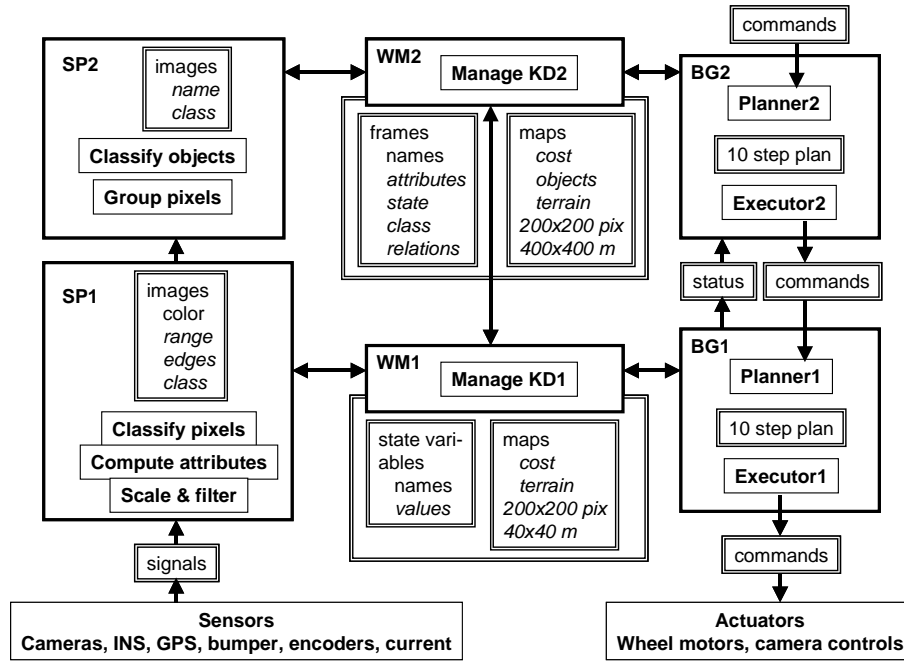 commands
SP2
images
name
class
Classify objects
Group pixels
WM2
Manage KD2
frames
names
attributes
state
class
relations
maps
cost
objects
terrain
200x200 pix
400x400 m
BG2
Planner2
10 step plan
Executor2
status
commands
SP1
images
color
range
edges
class
Classify pixels
Compute attributes
Scale & filter
WM1
Manage KD1
state vari-
ables
names
values
maps
cost
terrain
200x200 pix
40x40 m
BG1
Planner1
10 step plan
Executor1
signals
commands
Sensors
Cameras, INS, GPS, bumper, encoders, current
Actuators
Wheel motors, camera controls